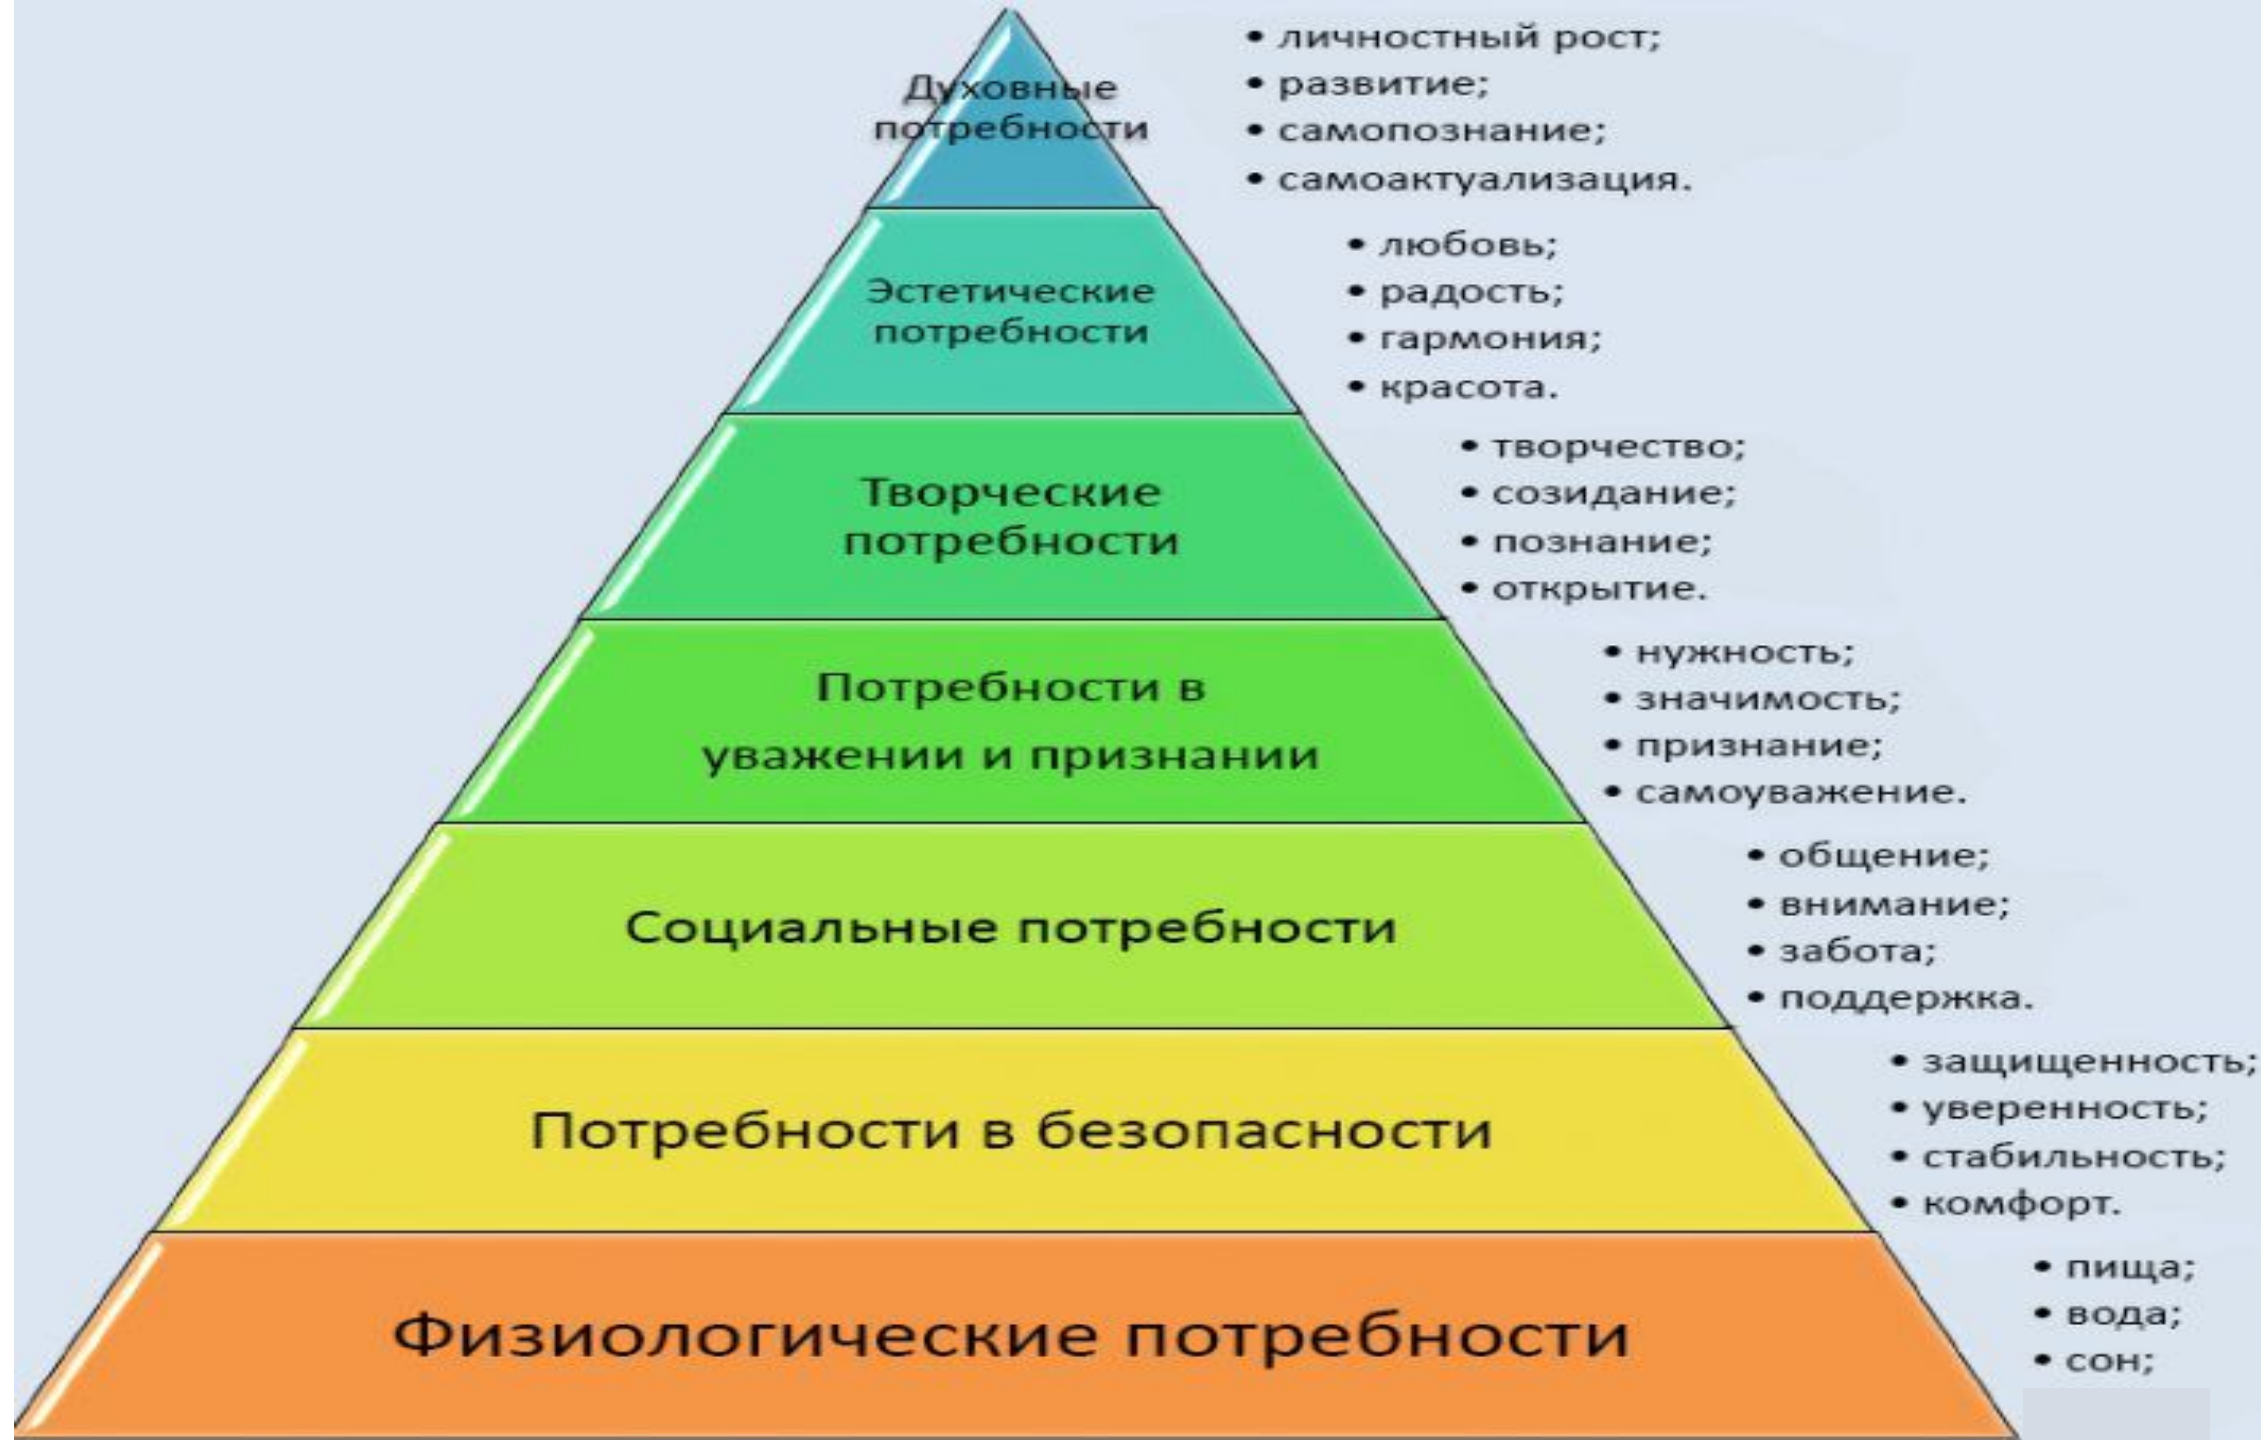 Духовные
потребности
• личностный рост;
• развитие;
• самопознание;
• самоактуализация.
Эстетические
потребности
• любовь;
• радость;
• гармония;
• красота.
Творческие
потребности
• творчество;
• созидание;
• познание;
• открытие.
Потребности в
уважении и признании
• нужность;
• значимость;
• признание;
• самоуважение.
Социальные потребности
• общение;
• внимание;
• забота;
• поддержка.
Потребности в безопасности
• защищенность;
• уверенность;
• стабильность;
• комфорт.
Физиологические потребности
• пища;
• вода;
• сон;